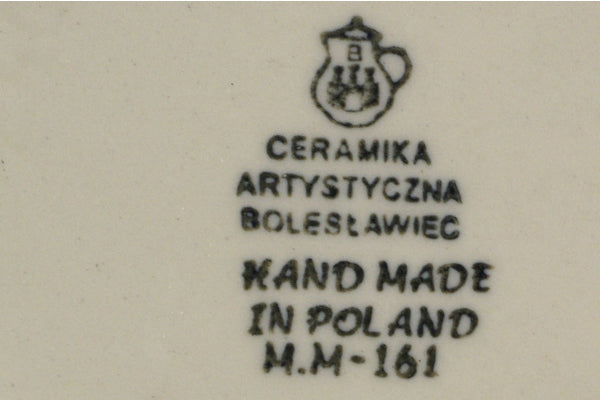 B
CERAMIKA
ARTYSTYCZNA
BOLESŁAWIEC
HAND MADE
IN POLAND
M.M-161